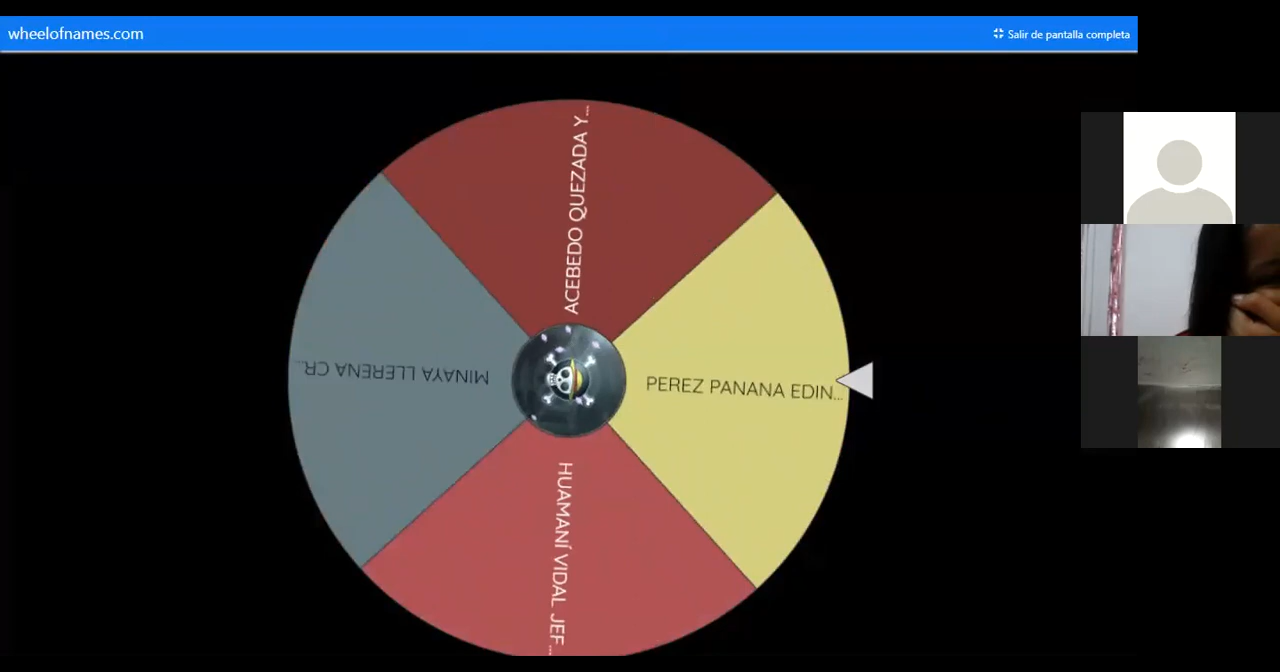 wheelofnames.com
Salir de pantalla completa
ACEBEDO QUEZADA Y...
MINAYA LLERENA CR...
PEREZ PANANA EDIN...
HUAMANÍ VIDAL JEF...